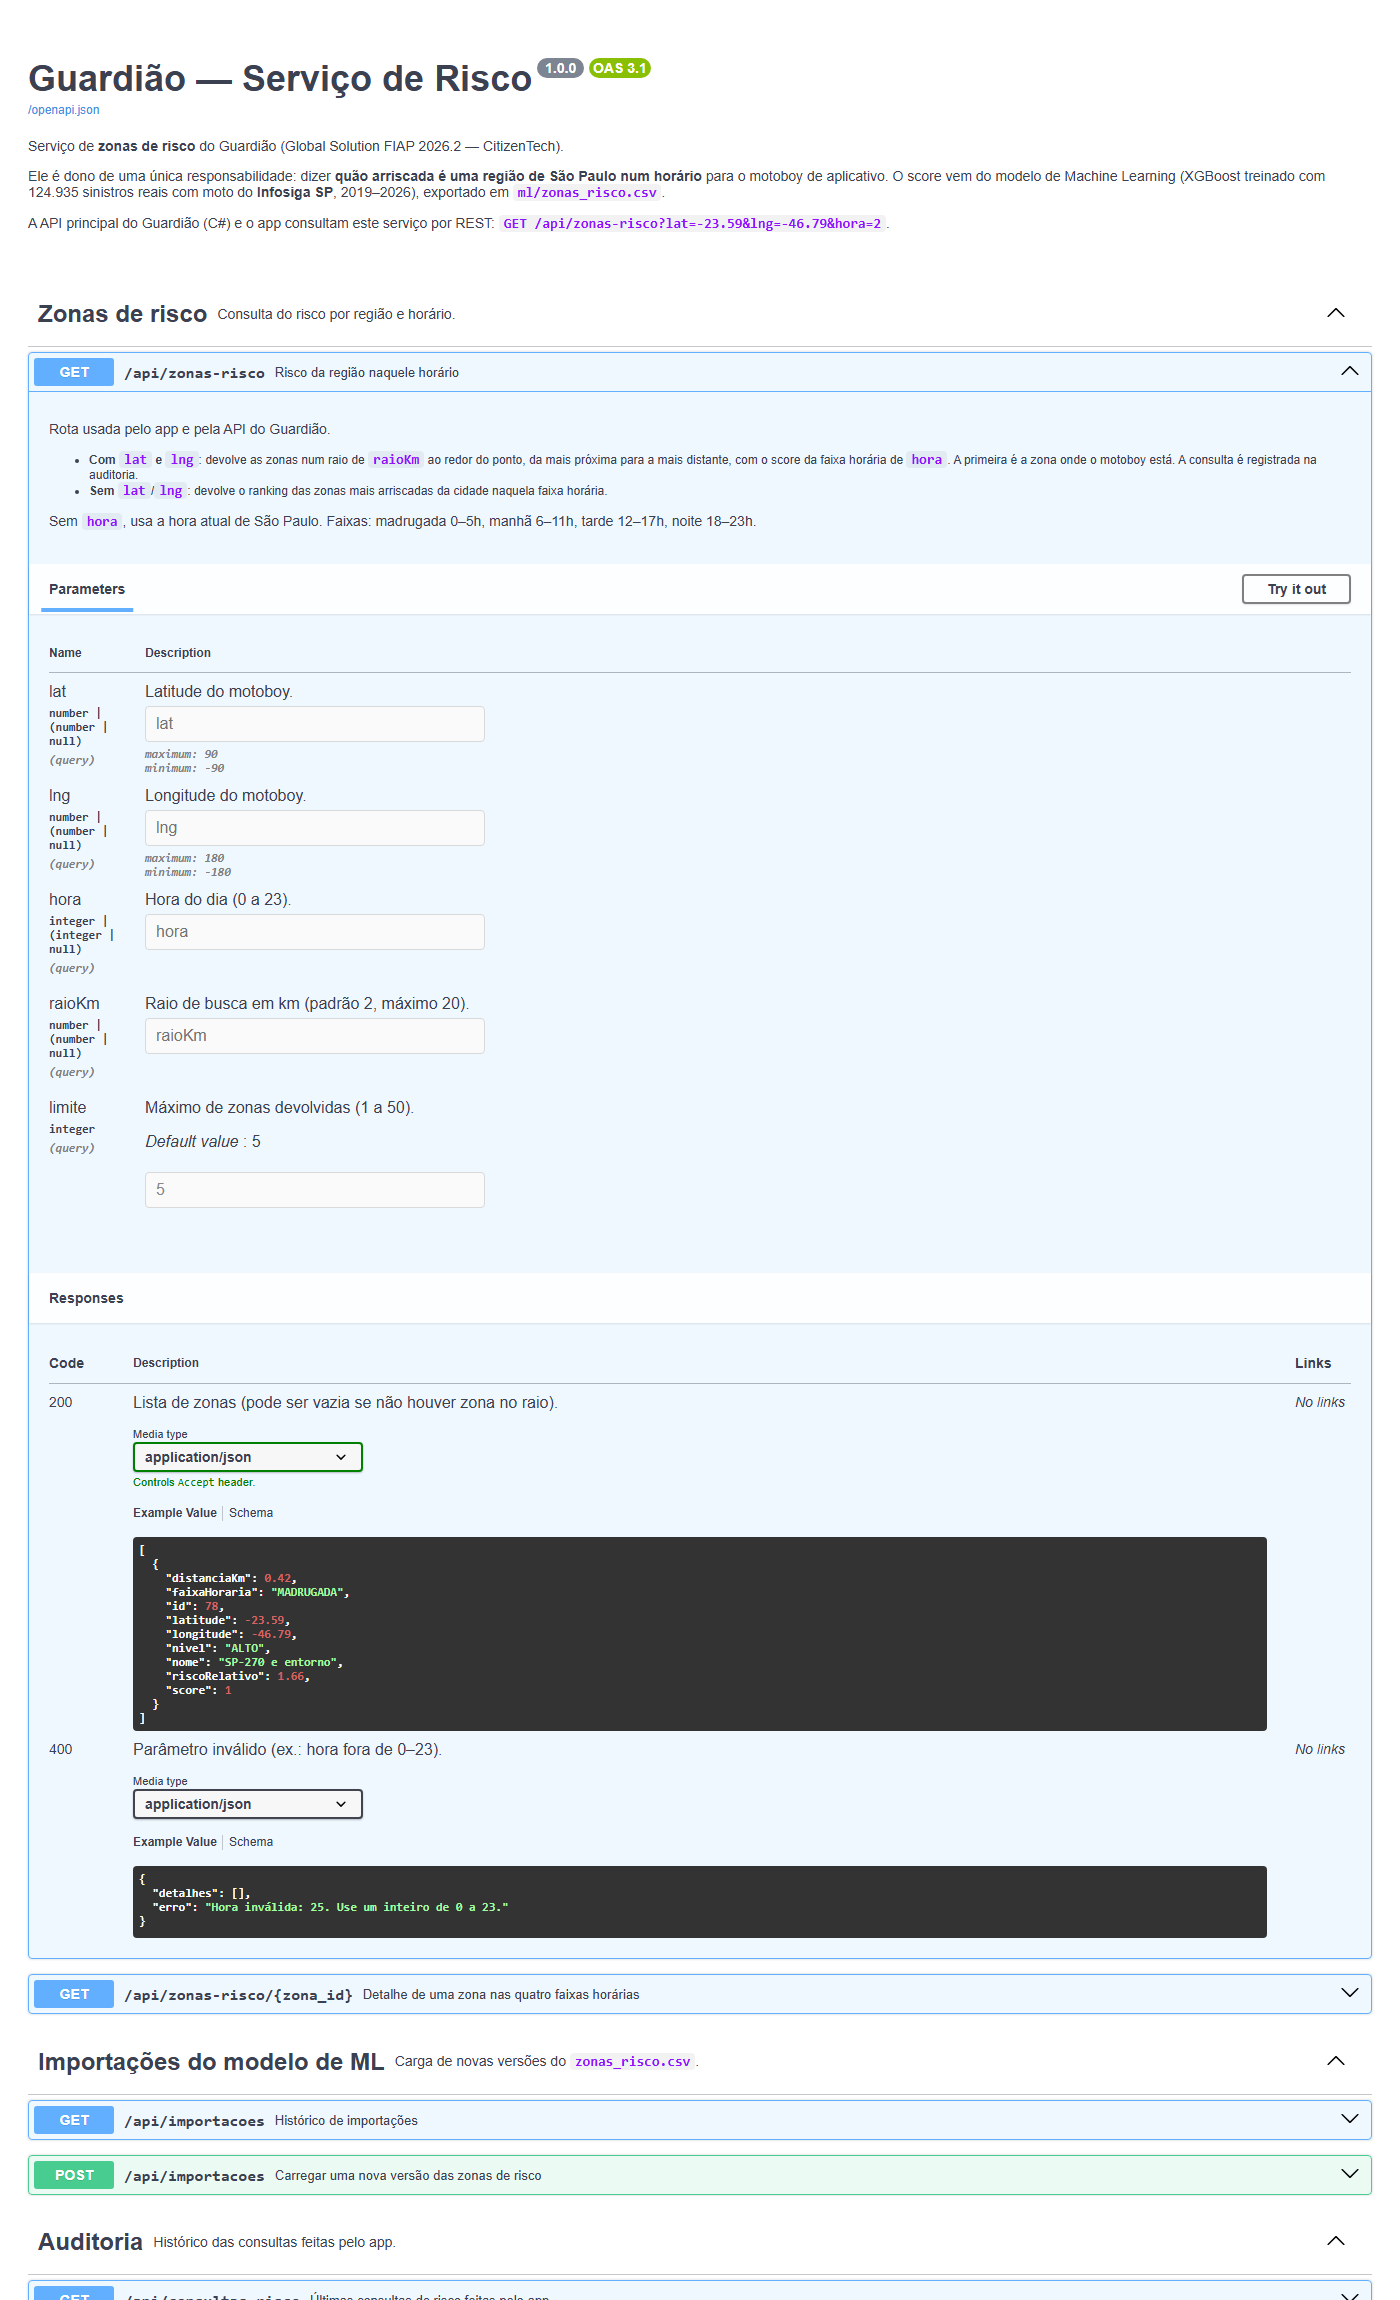 Guardião — Serviço de Risco 1.0.0 OAS 3.1
/openapi.json
Serviço de zonas de risco do Guardião (Global Solution FIAP 2026.2 — CitizenTech).
Ele é dono de uma única responsabilidade: dizer quão arriscada é uma região de São Paulo num horário para o motoboy de aplicativo. O score vem do modelo de Machine Learning (XGBoost treinado com
124.935 sinistros reais com moto do Infosiga SP, 2019–2026), exportado em ml/zonas_risco.csv.
A API principal do Guardião (C#) e o app consultam este serviço por REST: GET /api/zonas-risco?lat=-23.59&lng=-46.79&hora=2.
Zonas de risco Consulta do risco por região e horário.
GET /api/zonas-risco Risco da região naquele horário
Rota usada pelo app e pela API do Guardião.
• Com lat e lng: devolve as zonas num raio de raioKm ao redor do ponto, da mais próxima para a mais distante, com o score da faixa horária de hora. A primeira é a zona onde o motoboy está. A consulta é registrada na
auditoria.
• Sem lat/lng: devolve o ranking das zonas mais arriscadas da cidade naquela faixa horária.
Sem hora, usa a hora atual de São Paulo. Faixas: madrugada 0–5h, manhã 6–11h, tarde 12–17h, noite 18–23h.
Parameters Try it out
Name Description
lat Latitude do motoboy.
number |
(number |
null)
(query)
lat
maximum: 90
minimum: -90
lng Longitude do motoboy.
number |
(number |
null)
(query)
lng
maximum: 180
minimum: -180
hora Hora do dia (0 a 23).
integer |
(integer |
null)
(query)
hora
raioKm Raio de busca em km (padrão 2, máximo 20).
number |
(number |
null)
(query)
raioKm
limite Máximo de zonas devolvidas (1 a 50).
integer
(query)
Default value : 5
5
Responses
Code Description Links
200 Lista de zonas (pode ser vazia se não houver zona no raio). No links
Media type
application/json
Controls Accept header.
Example Value Schema
[
{
"distanciaKm": 0.42,
"faixaHoraria": "MADRUGADA",
"id": 78,
"latitude": -23.59,
"longitude": -46.79,
"nivel": "ALTO",
"nome": "SP-270 e entorno",
"riscoRelativo": 1.66,
"score": 1
}
]
400 Parâmetro inválido (ex.: hora fora de 0–23). No links
Media type
application/json
Example Value Schema
{
"detalhes": [],
"erro": "Hora inválida: 25. Use um inteiro de 0 a 23."
}
GET /api/zonas-risco/{zona_id} Detalhe de uma zona nas quatro faixas horárias
Importações do modelo de ML Carga de novas versões do zonas_risco.csv.
GET /api/importacoes Histórico de importações
POST /api/importacoes Carregar uma nova versão das zonas de risco
Auditoria Histórico das consultas feitas pelo app.
GET /api/consultas-risco Últimas consultas de risco feitas pelo app